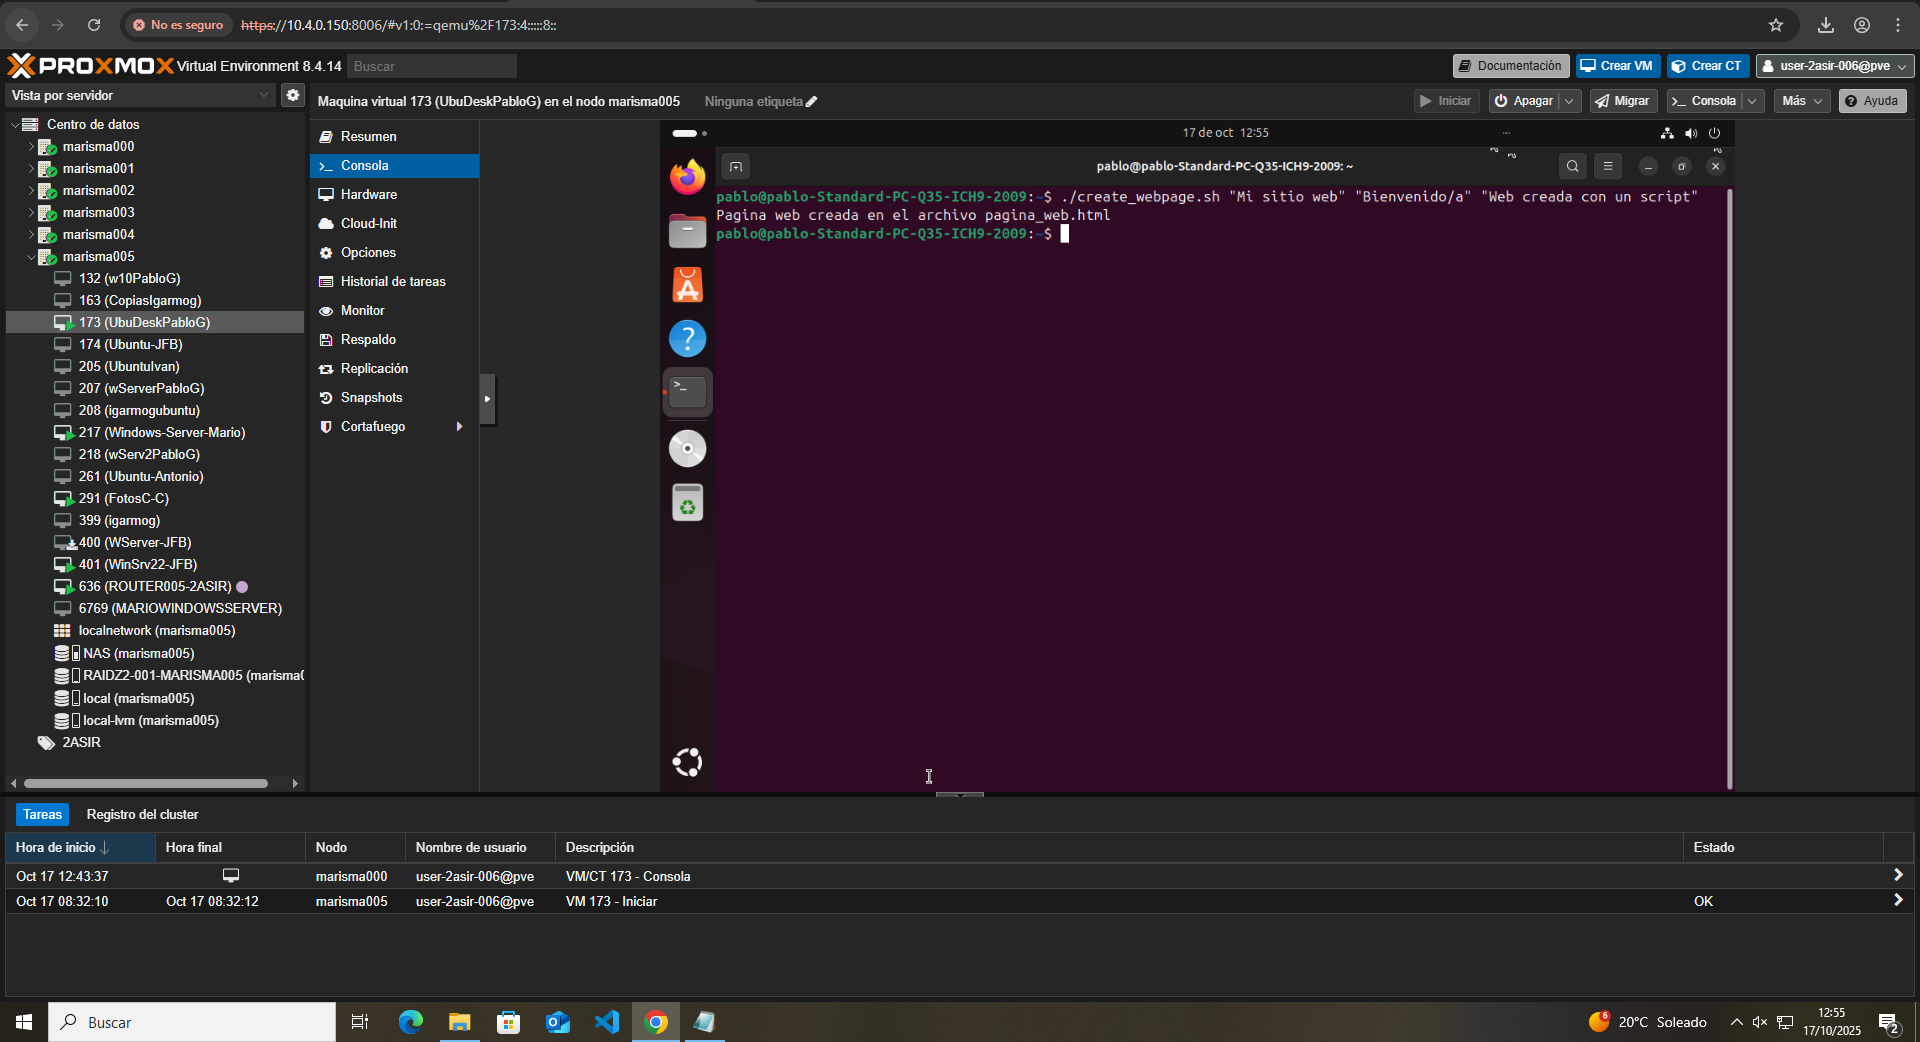 No es seguro
https://10.4.0.150:8006/#v1:0:=qemu%2F173:4:::::8::
PROXMOX Virtual Environment 8.4.14
Buscar
Documentación
Crear VM
Crear CT
user-2asir-006@pve
Vista por servidor
Maquina virtual 173 (UbuDeskPabloG) en el nodo marisma005
Ninguna etiqueta
Iniciar
Apagar
Migrar
Consola
Más
Ayuda
Centro de datos
marisma000
marisma001
marisma002
marisma003
marisma004
marisma005
132 (w10PabloG)
163 (CopiasIgarmog)
173 (UbuDeskPabloG)
174 (Ubuntu-JFB)
205 (UbuntuIvan)
207 (wServerPabloG)
208 (igarmogubuntu)
217 (Windows-Server-Mario)
218 (wServ2PabloG)
261 (Ubuntu-Antonio)
291 (FotosC-C)
399 (igarmog)
400 (WServer-JFB)
401 (WinSrv22-JFB)
636 (ROUTER005-2ASIR)
6769 (MARIOWINDOWSSERVER)
localnetwork (marisma005)
NAS (marisma005)
RAIDZ2-001-MARISMA005 (marisma0
local (marisma005)
local-lvm (marisma005)
2ASIR
Resumen
Consola
Hardware
Cloud-Init
Opciones
Historial de tareas
Monitor
Respaldo
Replicación
Snapshots
Cortafuego
17 de oct 12:55
pablo@pablo-Standard-PC-Q35-ICH9-2009: ~
pablo@pablo-Standard-PC-Q35-ICH9-2009:~$ ./create_webpage.sh "Mi sitio web" "Bienvenido/a" "Web creada con un script"
Pagina web creada en el archivo pagina_web.html
pablo@pablo-Standard-PC-Q35-ICH9-2009:~$
Tareas
Registro del cluster
Hora de inicio
Hora final
Nodo
Nombre de usuario
Descripción
Estado
Oct 17 12:43:37
marisma000
user-2asir-006@pve
VM/CT 173 - Consola
Oct 17 08:32:10
Oct 17 08:32:12
marisma005
user-2asir-006@pve
VM 173 - Iniciar
OK
Buscar
6
20°C Soleado
12:55
17/10/2025
2